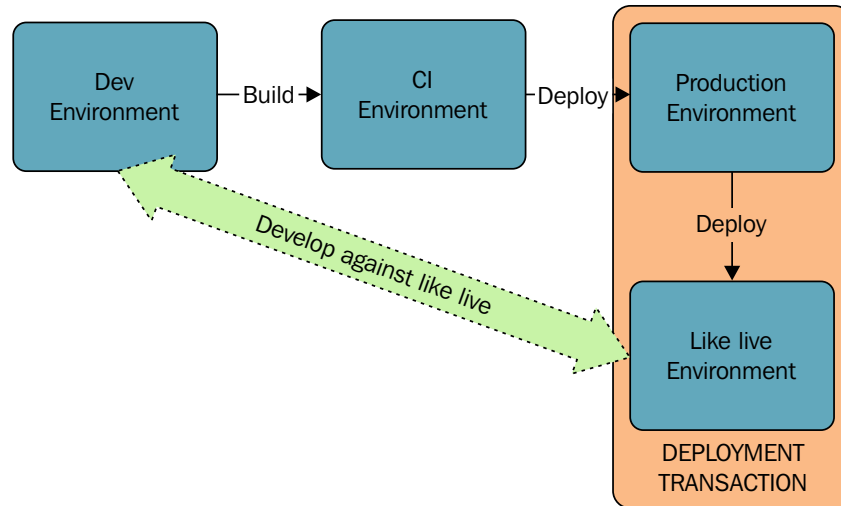 Dev
Environment
Build
CI
Environment
Deploy
Production
Environment
Deploy
Develop against like live
Like live
Environment
DEPLOYMENT
TRANSACTION